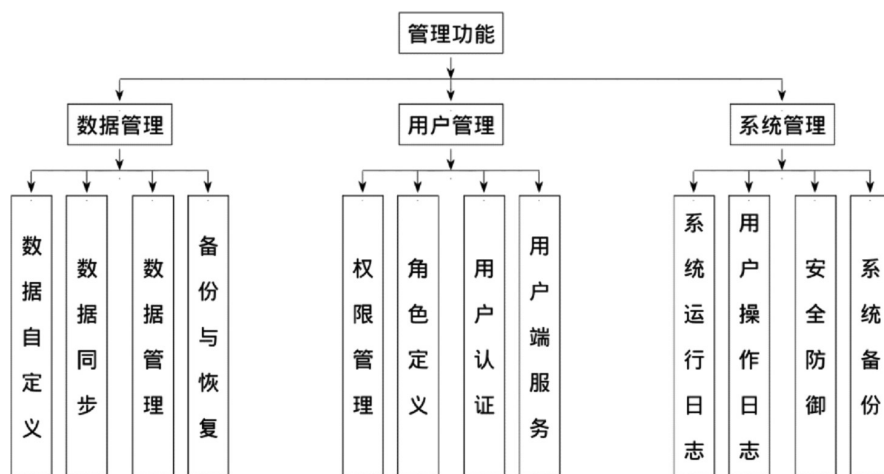 管理功能
数据管理
用户管理
系统管理
数据自定义
数据同步
数据管理
备份与恢复
权限管理
角色定义
用户认证
用户端服务
系统运行日志
用户操作日志
安全防御
系统备份